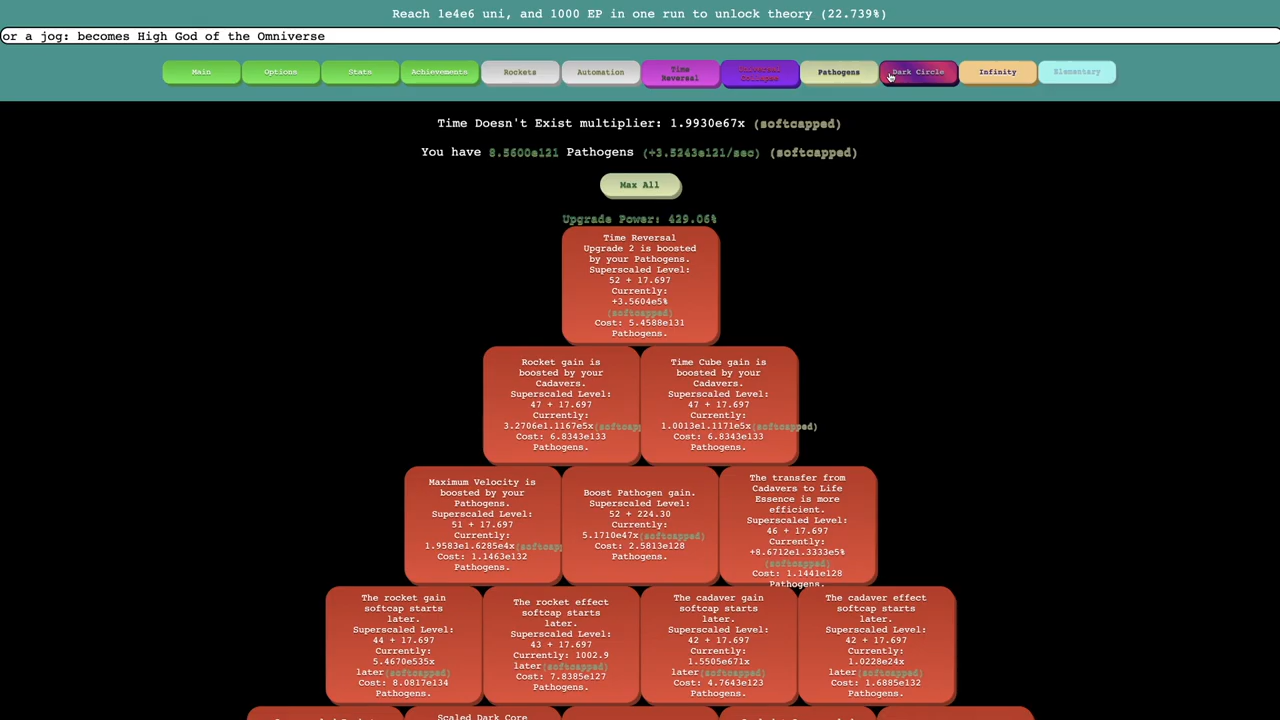 Reach 1e4e6 uni, and 1000 EP in one run to unlock theory (22.739%)
or a jog: becomes High God of the Omniverse
Main
Options
Stats
Achievements
Rockets
Automation
Time
Reversal
Universal
Collapse
Pathogens
Dark Circle
Infinity
Elementary
Time Doesn't Exist multiplier: 1.9930e67x (softcapped)
You have 8.5600e121 Pathogens (+3.5243e121/sec) (softcapped)
Max All
Upgrade Power: 429.06%
Time Reversal
Upgrade 2 is boosted
by your Pathogens.
Superscaled Level:
52 + 17.697
Currently:
+3.5604e5%
(softcapped)
Cost: 5.4588e131
Pathogens.
Rocket gain is
boosted by your
Cadavers.
Superscaled Level:
47 + 17.697
Currently:
3.2706e1.1167e5x(softcap
Cost: 6.8343e133
Pathogens.
Time Cube gain is
boosted by your
Cadavers.
Superscaled Level:
47 + 17.697
Currently:
1.0013e1.1171e5x(softcapped)
Cost: 6.8343e133
Pathogens.
Maximum Velocity is
boosted by your
Pathogens.
Superscaled Level:
51 + 17.697
Currently:
1.9583e1.6285e4x(softcap
Cost: 1.1463e132
Pathogens.
Boost Pathogen gain.
Superscaled Level:
52 + 224.30
Currently:
5.1710e47x(softcapped)
Cost: 2.5813e128
Pathogens.
The transfer from
Cadavers to Life
Essence is more
efficient.
Superscaled Level:
46 + 17.697
Currently:
+8.6712e1.3333e5%
(softcapped)
Cost: 1.1441e128
Pathogens.
The rocket gain
softcap starts
later.
Superscaled Level:
44 + 17.697
Currently:
5.4670e535x
later(softcapped)
Cost: 8.0817e134
Pathogens.
The rocket effect
softcap starts
later.
Superscaled Level:
43 + 17.697
Currently: 1002.9
later(softcapped)
Cost: 7.8385e127
Pathogens.
The cadaver gain
softcap starts
later.
Superscaled Level:
42 + 17.697
Currently:
1.5505e671x
later(softcapped)
Cost: 4.7643e123
Pathogens.
The cadaver effect
softcap starts
later.
Superscaled Level:
42 + 17.697
Currently:
1.0228e24x
later(softcapped)
Cost: 1.6885e132
Pathogens.
Scaled Dark Core